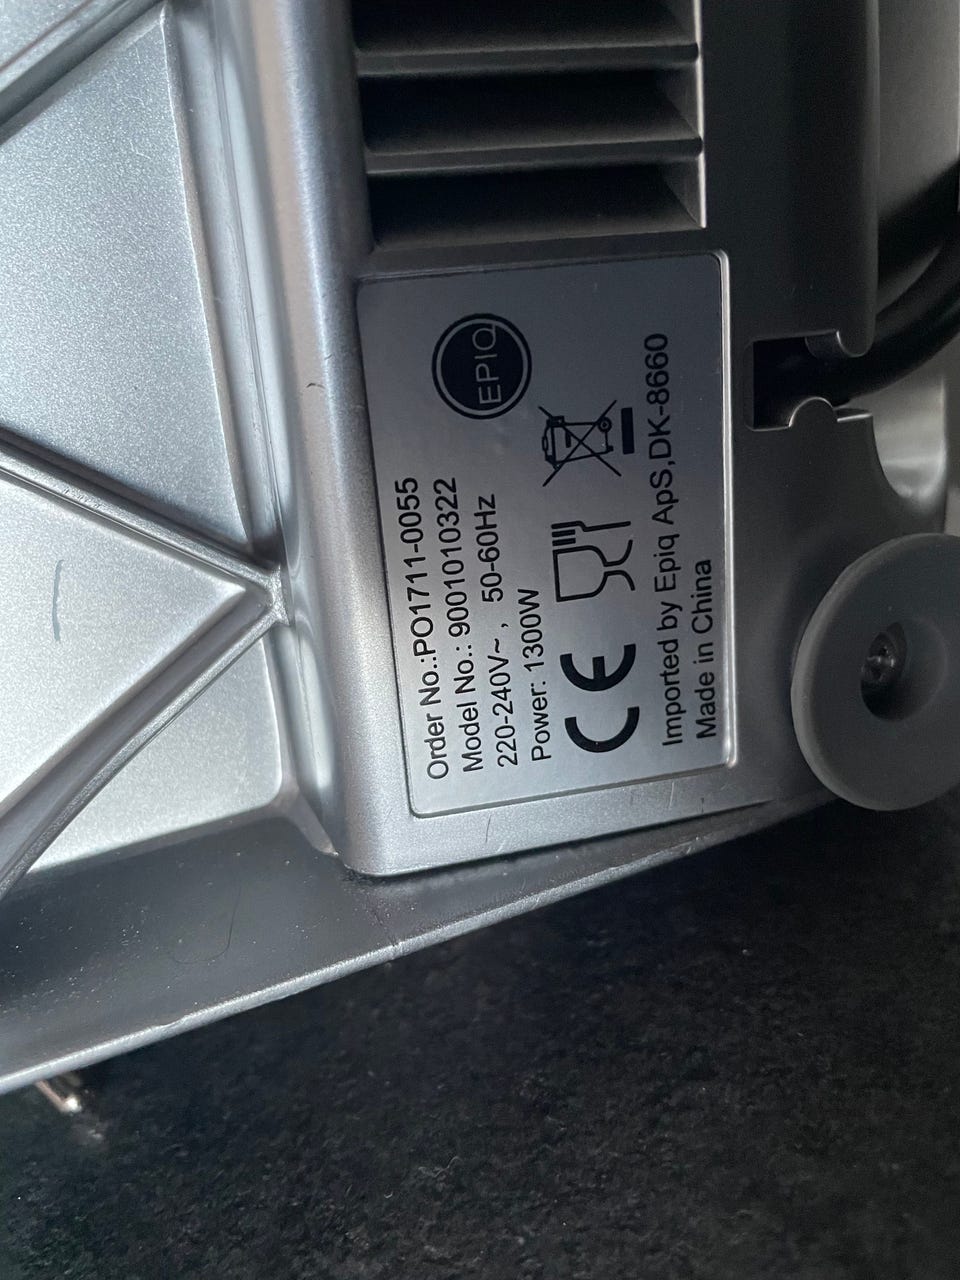 EPIQ
Order No.:PO1711-0055
Model No.: 9001010322
220-240V~ , 50-60Hz
Power: 1300W
CE
Imported by Epiq ApS,DK-8660
Made in China